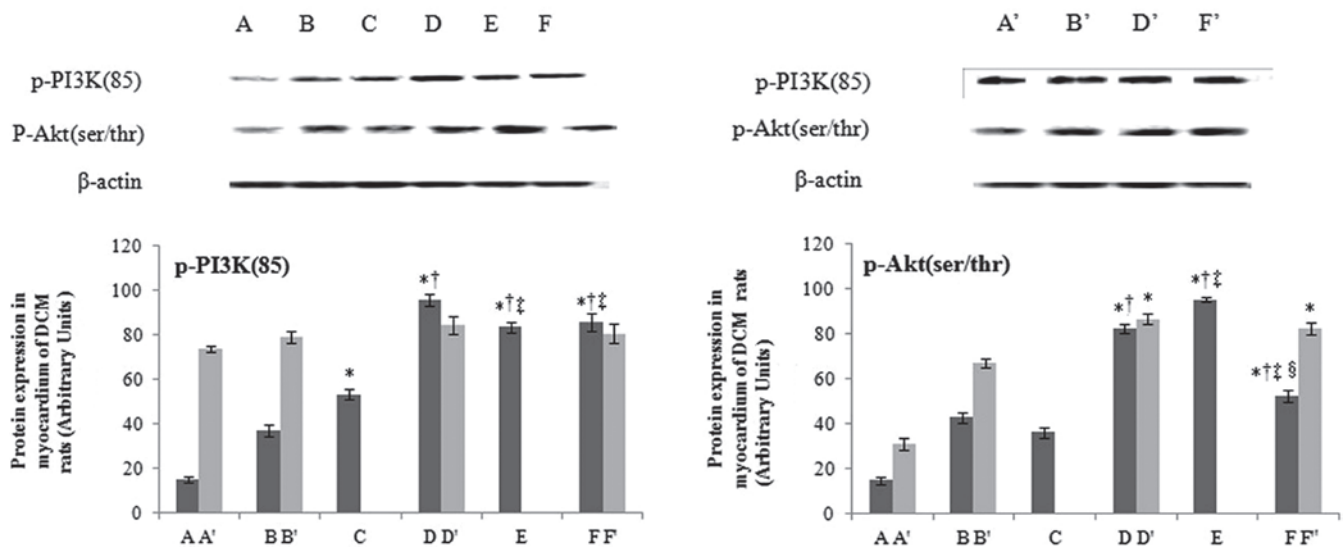 A B C D E F
p-PI3K(85)
P-Akt(ser/thr)
β-actin
A' B' D' F'
p-PI3K(85)
p-Akt(ser/thr)
β-actin
p-PI3K(85)
Protein expression in
myocardium of DCM
rats (Arbitrary Units )
120
100
80
60
40
20
0
*
*†
*†‡
*†‡
A A' B B' C D D' E F F'
p-Akt(ser/thr)
Protein expression in
myocardium of DCM rats
(Arbitrary Units )
120
100
80
60
40
20
0
*†
*
*†‡
*†‡ §
*
A A' B B' C D D' E F F'